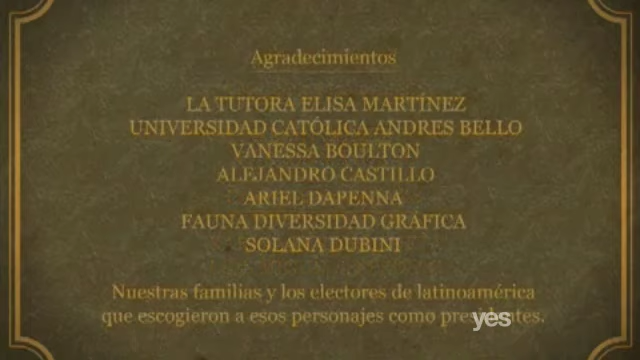 Agradecimientos
LA TUTORA ELISA MARTÍNEZ
UNIVERSIDAD CATÓLICA ANDRES BELLO
VANESSA BOULTON
ALEJANDRO CASTILLO
ARIEL DAPENNA
FAUNA DIVERSIDAD GRÁFICA
SOLANA DUBINI
Nuestras familias y los electores de latinoamérica
que escogieron a esos personajes como
yes